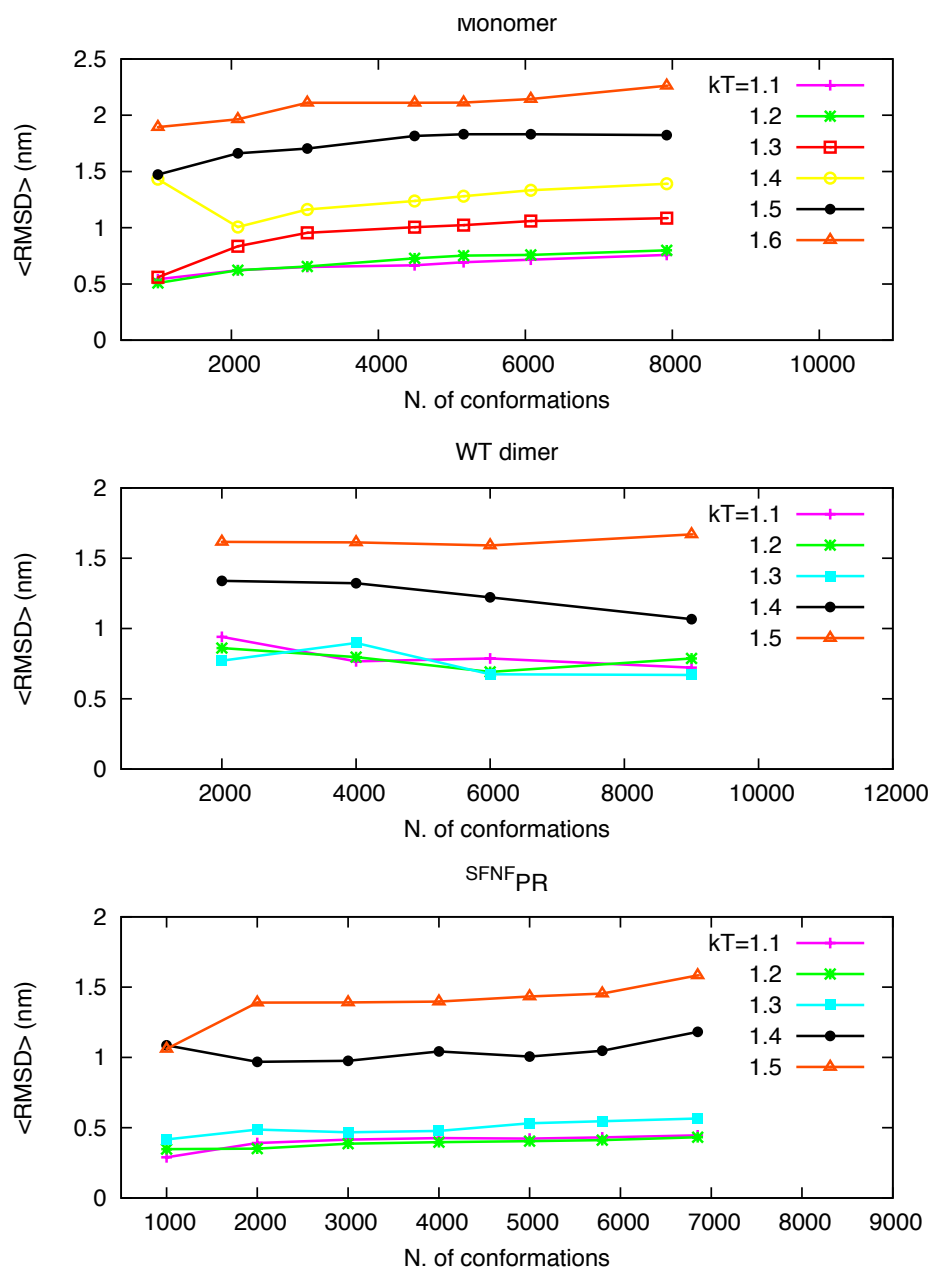 Monomer
2.5
2
1.5
1
0.5
0
<RMSD> (nm)
kT=1.1
1.2
1.3
1.4
1.5
1.6
2000 4000 6000 8000 10000
N. of conformations
WT dimer
2
1.5
1
0.5
0
<RMSD> (nm)
kT=1.1
1.2
1.3
1.4
1.5
2000 4000 6000 8000 10000 12000
N. of conformations
SFNFPR
2
1.5
1
0.5
0
<RMSD> (nm)
kT=1.1
1.2
1.3
1.4
1.5
1000 2000 3000 4000 5000 6000 7000 8000 9000
N. of conformations